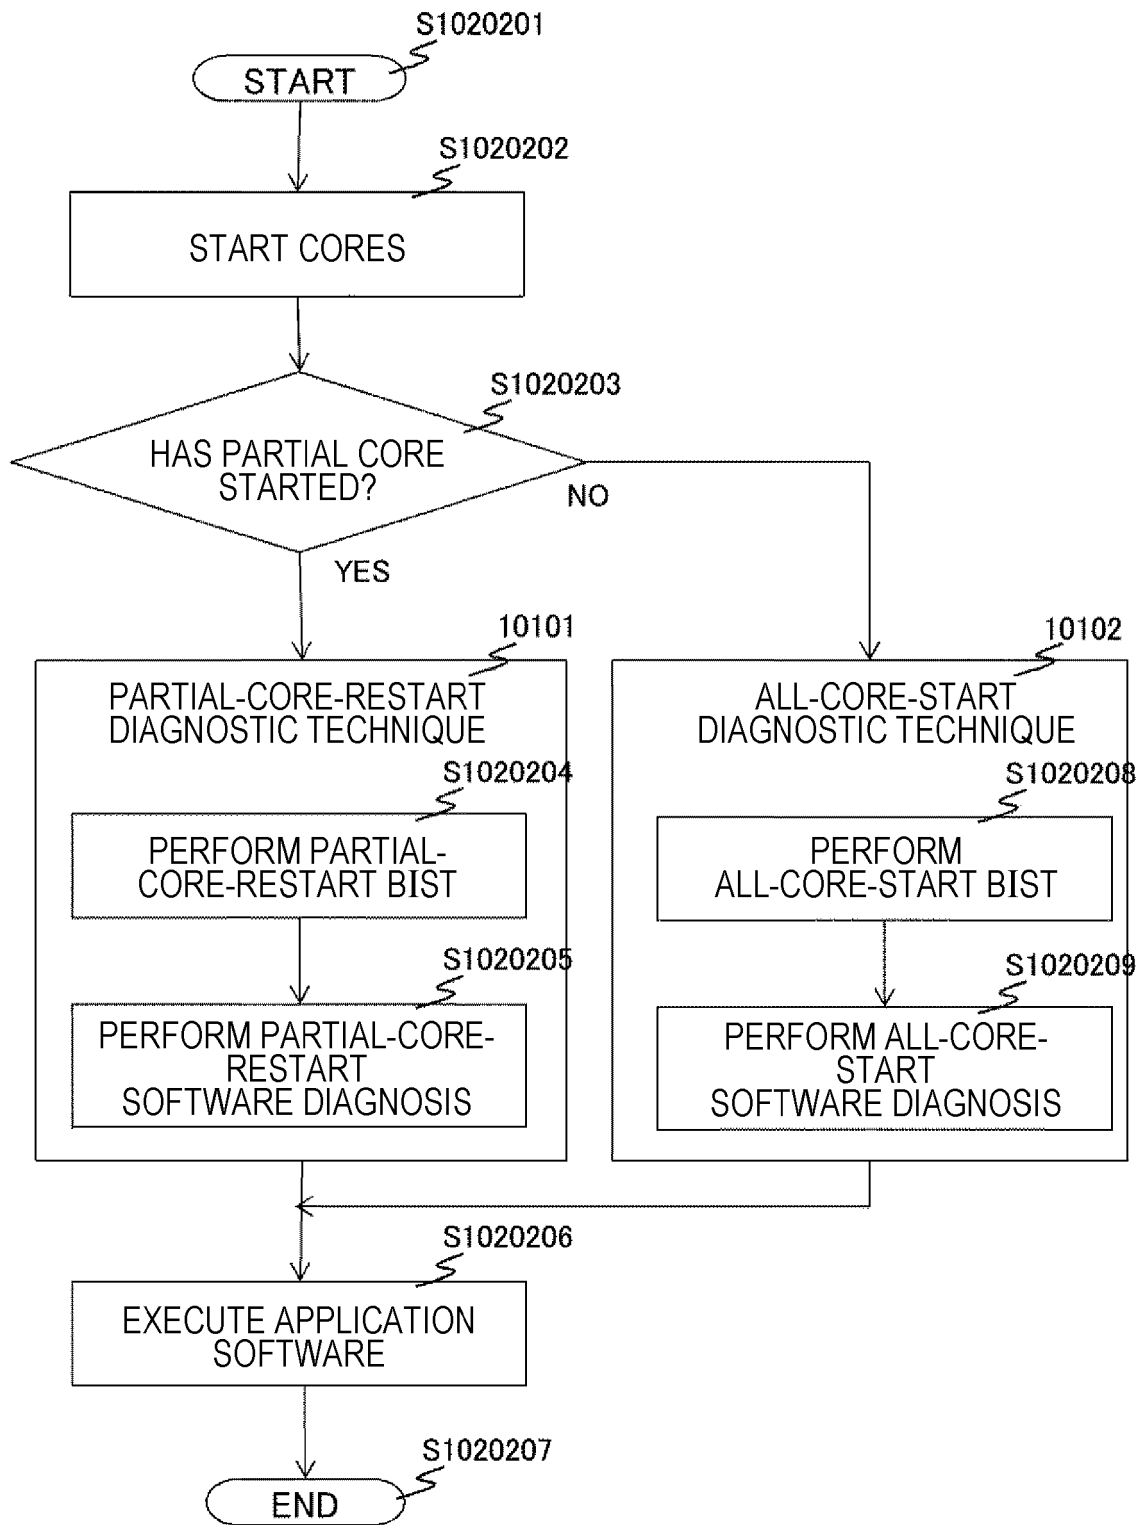 S1020201
START
S1020202
START CORES
S1020203
HAS PARTIAL CORE
STARTED?
NO
YES
10101
PARTIAL-CORE-RESTART
DIAGNOSTIC TECHNIQUE
S1020204
PERFORM PARTIAL-
CORE-RESTART BIST
S1020205
PERFORM PARTIAL-CORE-
RESTART
SOFTWARE DIAGNOSIS
10102
ALL-CORE-START
DIAGNOSTIC TECHNIQUE
S1020208
PERFORM
ALL-CORE-START BIST
S1020209
PERFORM ALL-CORE-
START
SOFTWARE DIAGNOSIS
S1020206
EXECUTE APPLICATION
SOFTWARE
S1020207
END